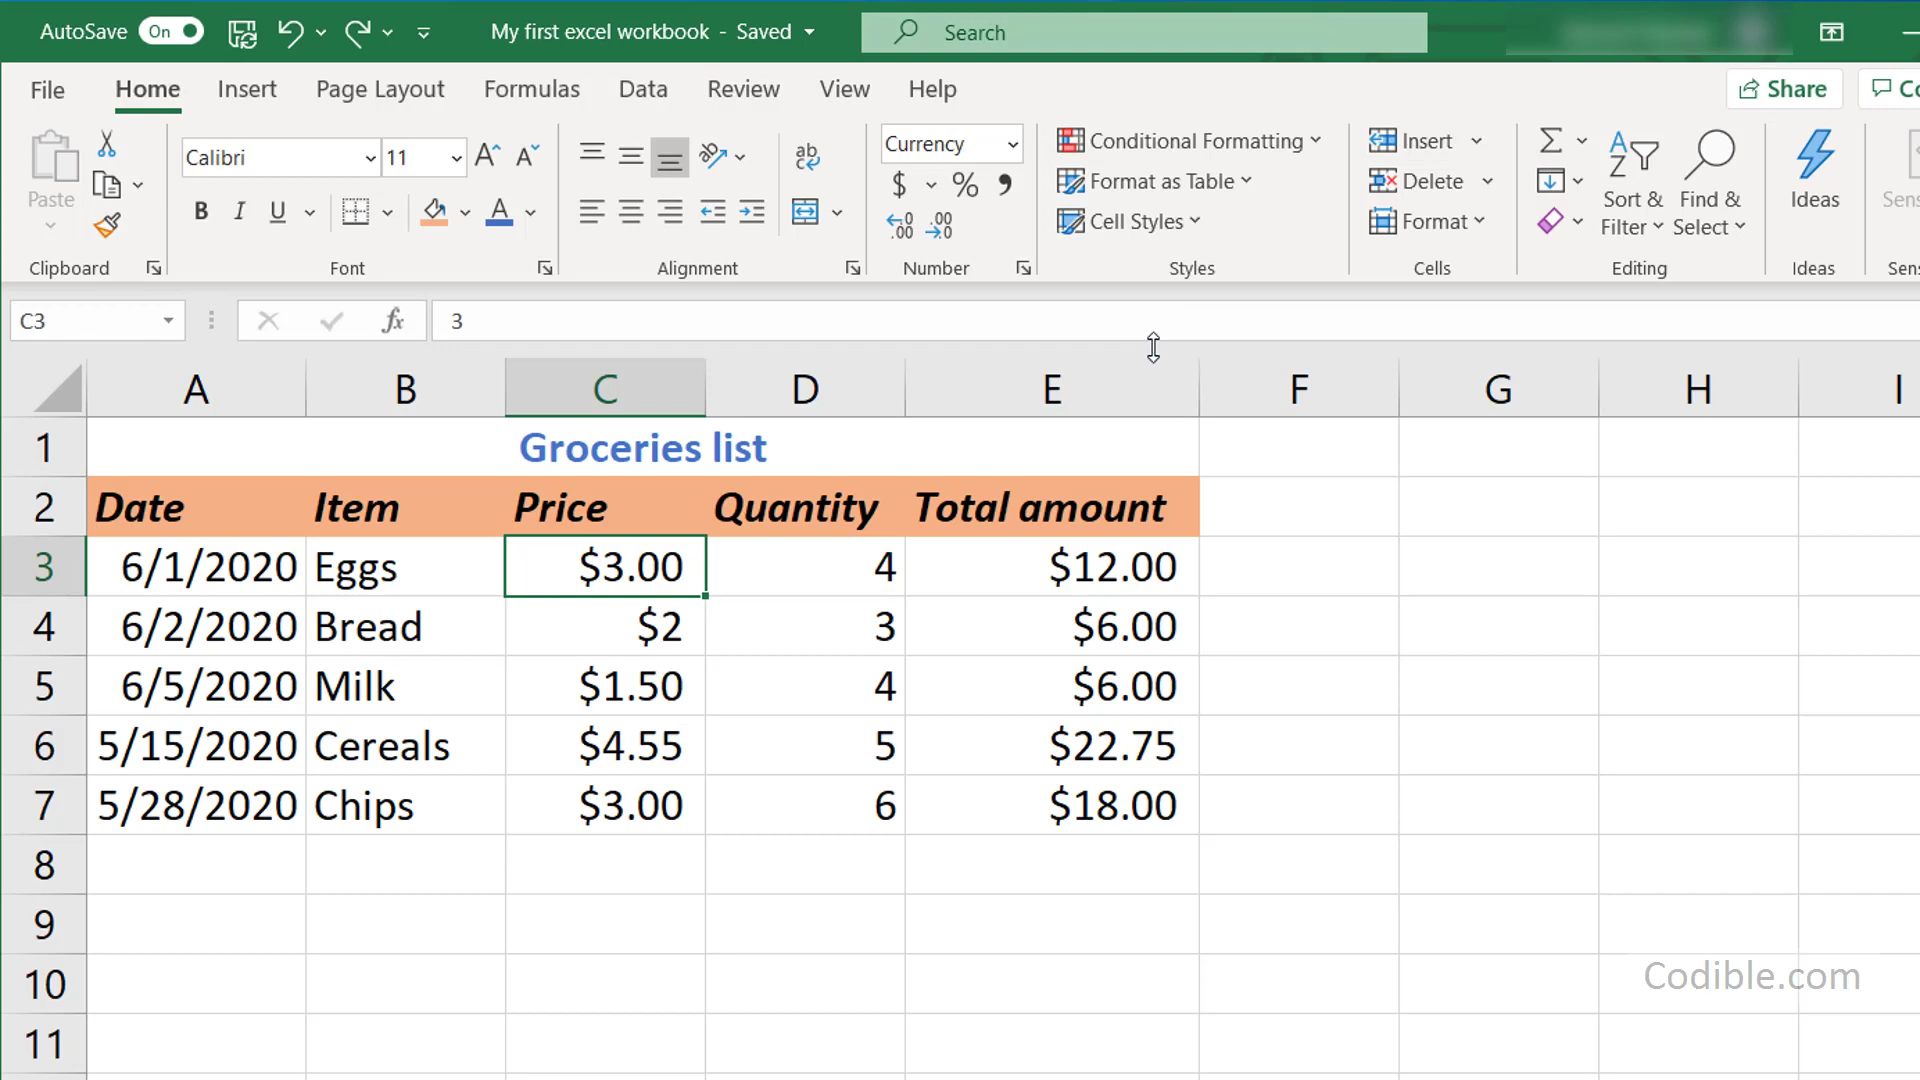 AutoSave On My first excel workbook - Saved Search
File Home Insert Page Layout Formulas Data Review View Help Share
Paste
Calibri 11
B I U A
ab
Currency
$ % ,
Conditional Formatting
Format as Table
Cell Styles
Insert
Delete
Format
Sort & Filter
Find & Select
Ideas
Clipboard Font Alignment Number Styles Cells Editing Ideas
C3 fx 3
A B C D E F G H I
1 Groceries list
2 Date Item Price Quantity Total amount
3 6/1/2020 Eggs $3.00 4 $12.00
4 6/2/2020 Bread $2 3 $6.00
5 6/5/2020 Milk $1.50 4 $6.00
6 5/15/2020 Cereals $4.55 5 $22.75
7 5/28/2020 Chips $3.00 6 $18.00
8
9
10
11
Codible.com